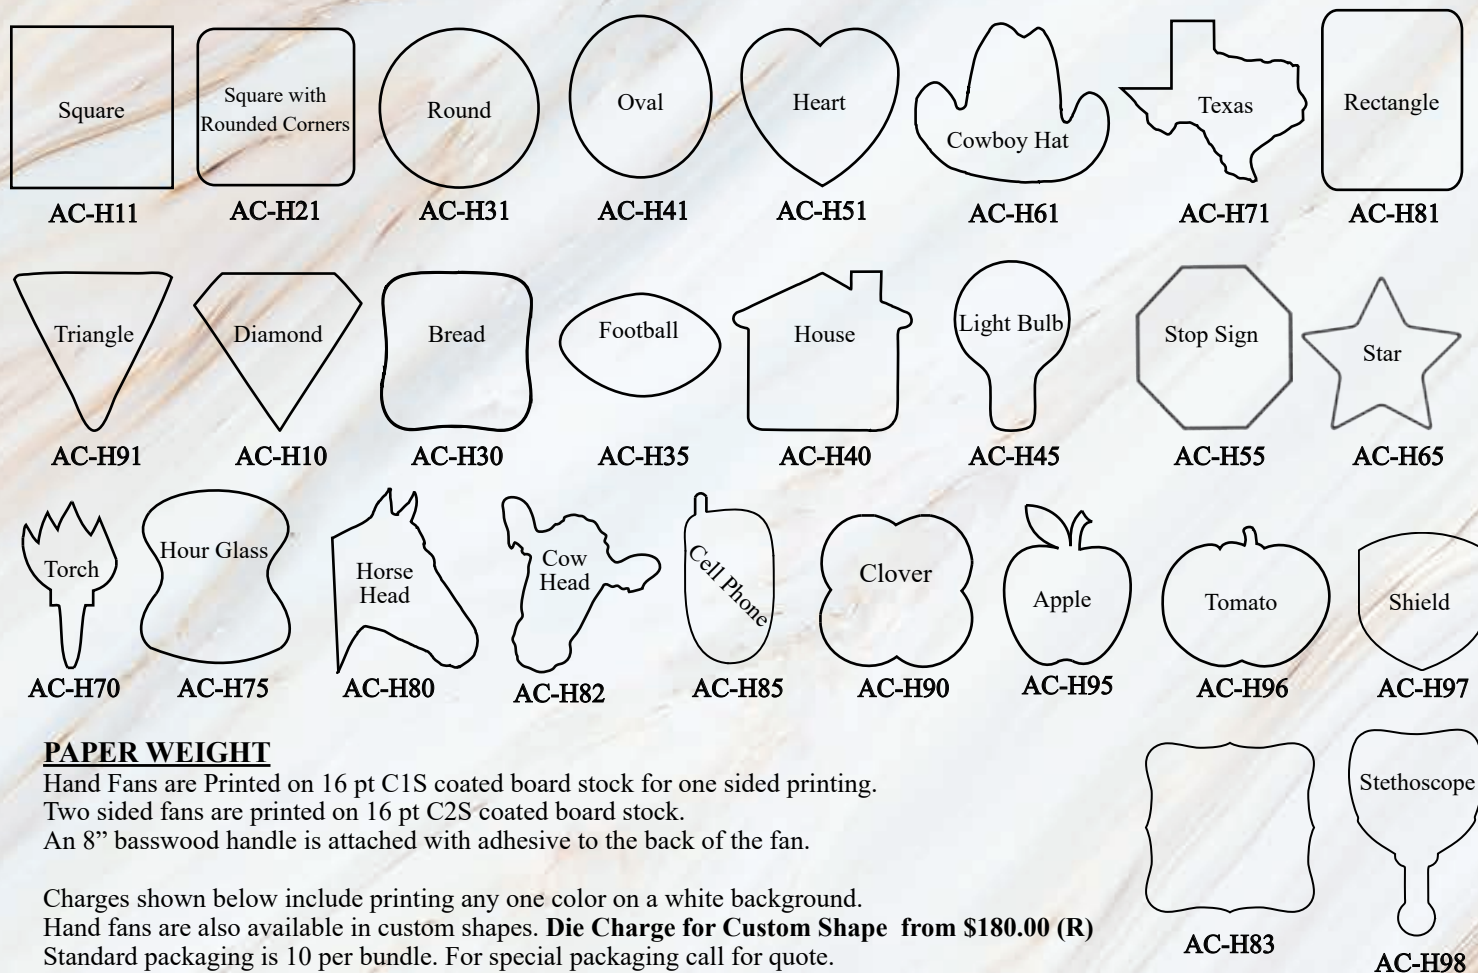 Square
Square with
Rounded Corners
Round
Oval
Heart
Cowboy Hat
Texas
Rectangle
AC-H11
AC-H21
AC-H31
AC-H41
AC-H51
AC-H61
AC-H71
AC-H81
Triangle
Diamond
Bread
Football
House
Light Bulb
Stop Sign
Star
AC-H91
AC-H10
AC-H30
AC-H35
AC-H40
AC-H45
AC-H55
AC-H65
Torch
Hour Glass
Horse
Head
Cow
Head
Cell Phone
Clover
Apple
Tomato
Shield
AC-H70
AC-H75
AC-H80
AC-H82
AC-H85
AC-H90
AC-H95
AC-H96
AC-H97
PAPER WEIGHT
Hand Fans are Printed on 16 pt C1S coated board stock for one sided printing.
Two sided fans are printed on 16 pt C2S coated board stock.
An 8” basswood handle is attached with adhesive to the back of the fan.
Charges shown below include printing any one color on a white background.
Hand fans are also available in custom shapes. Die Charge for Custom Shape  from $180.00 (R)
Standard packaging is 10 per bundle. For special packaging call for quote.
Stethoscope
AC-H83
AC-H98